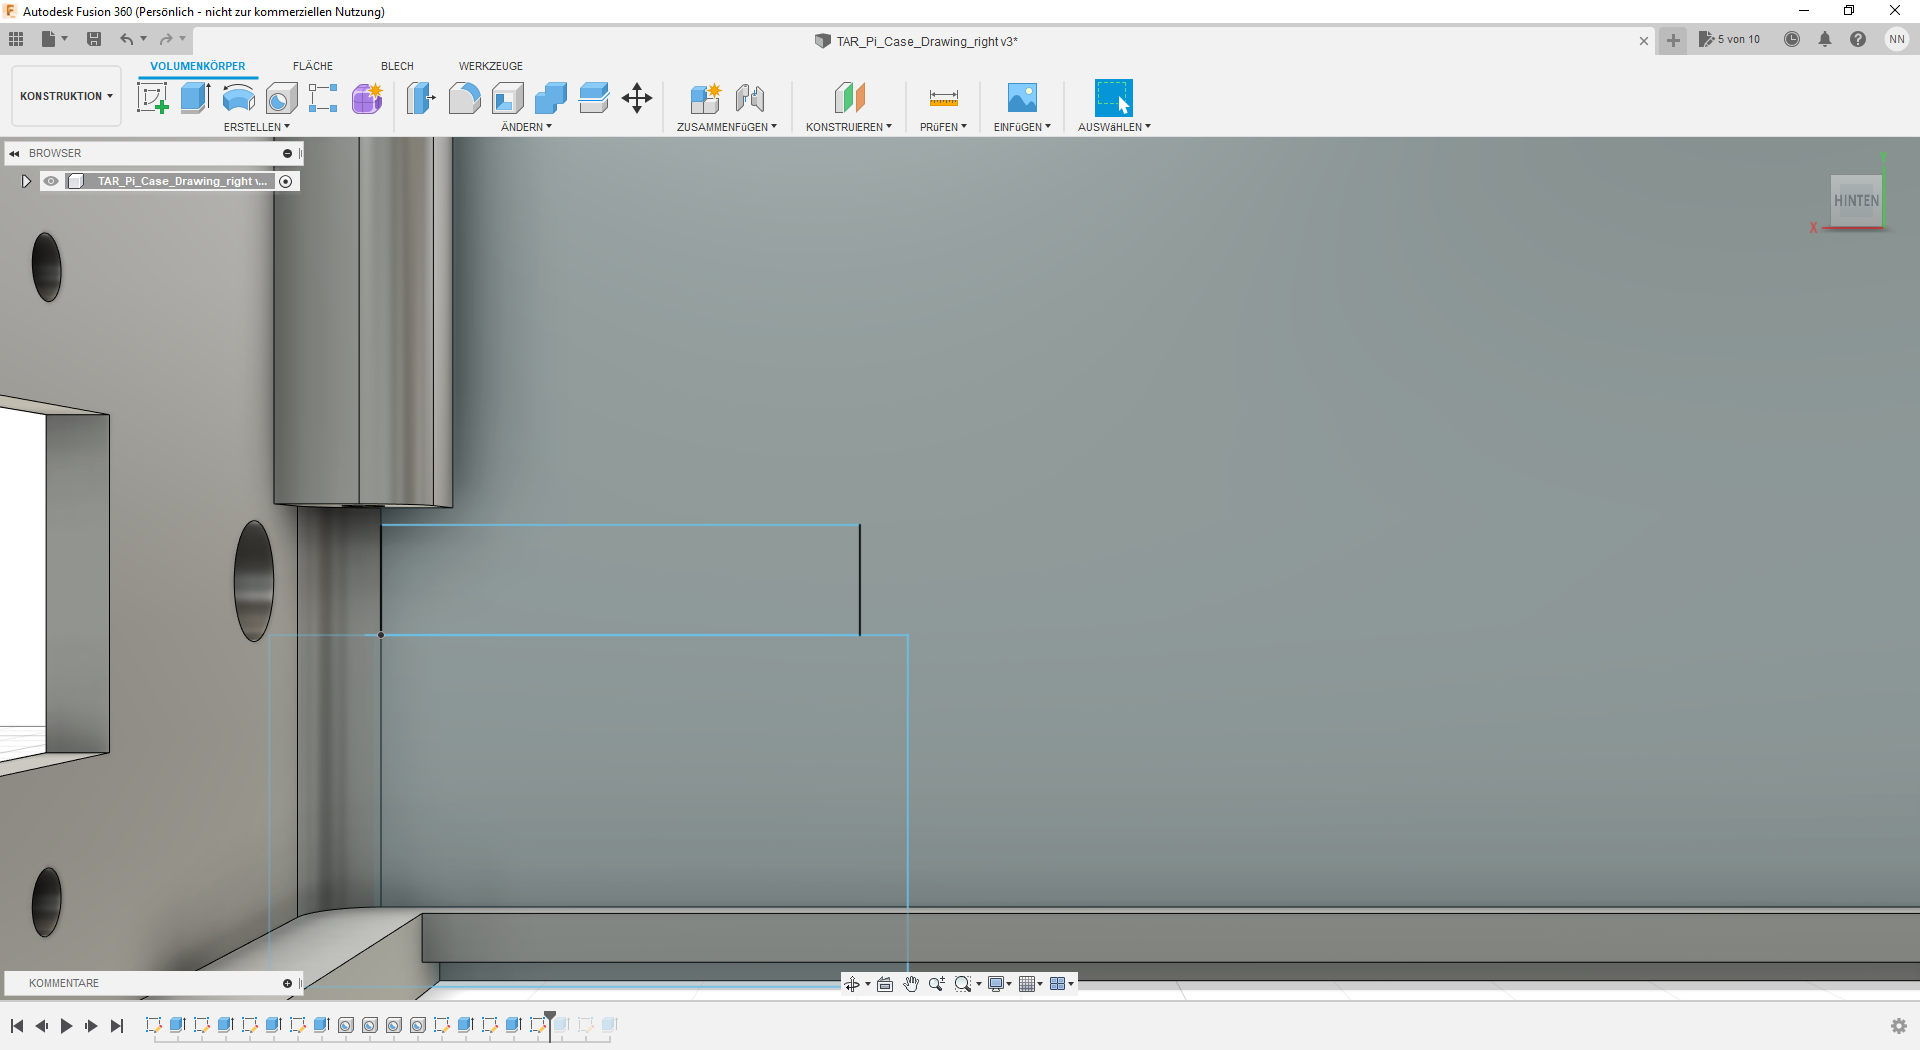 Autodesk Fusion 360 (Persönlich - nicht zur kommerziellen Nutzung)
TAR_Pi_Case_Drawing_right v3*
5 von 10
NN
KONSTRUKTION
VOLUMENKÖRPER
FLÄCHE
BLECH
WERKZEUGE
ERSTELLEN
ÄNDERN
ZUSAMMENFüGEN
KONSTRUIEREN
PRüFEN
EINFüGEN
AUSWäHLEN
BROWSER
TAR_Pi_Case_Drawing_right v...
HINTEN
X
KOMMENTARE